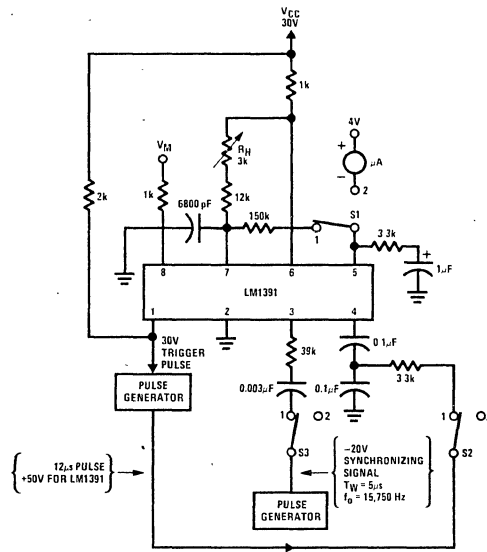 VCC
30V
1k
4V
+
μA
-
2
VM
RH
3k
1k
2k
12k
6800 pF
150k
1
S1
3 3k
+
1μF
8
7
6
5
LM1391
1
2
3
4
30V
TRIGGER
PULSE
39k
0 1μF
PULSE
GENERATOR
0.003μF
0.1μF
3 3k
1
2
1
S3
S2
12μs PULSE
+50V FOR LM1391
-20V
SYNCHRONIZING
SIGNAL
TW = 5μs
fo = 15,750 Hz
PULSE
GENERATOR